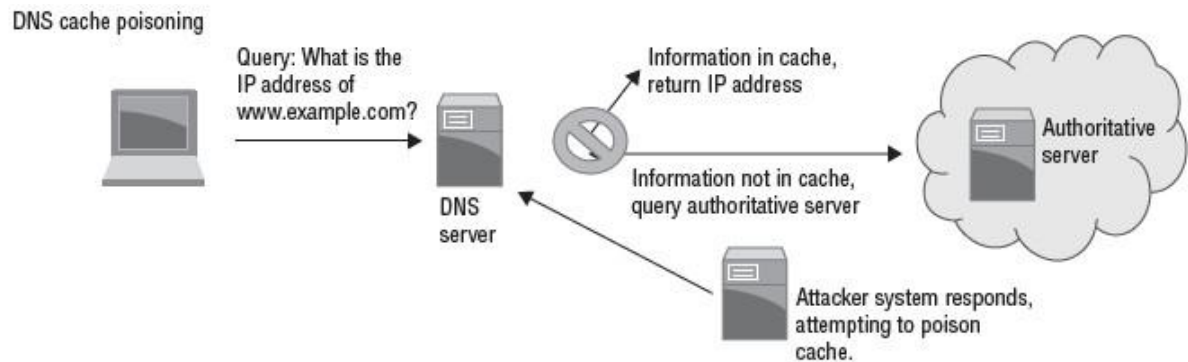 DNS cache poisoning
Query: What is the
IP address of
www.example.com?
DNS
server
Information in cache,
return IP address
Information not in cache,
query authoritative server
Authoritative
server
Attacker system responds,
attempting to poison
cache.